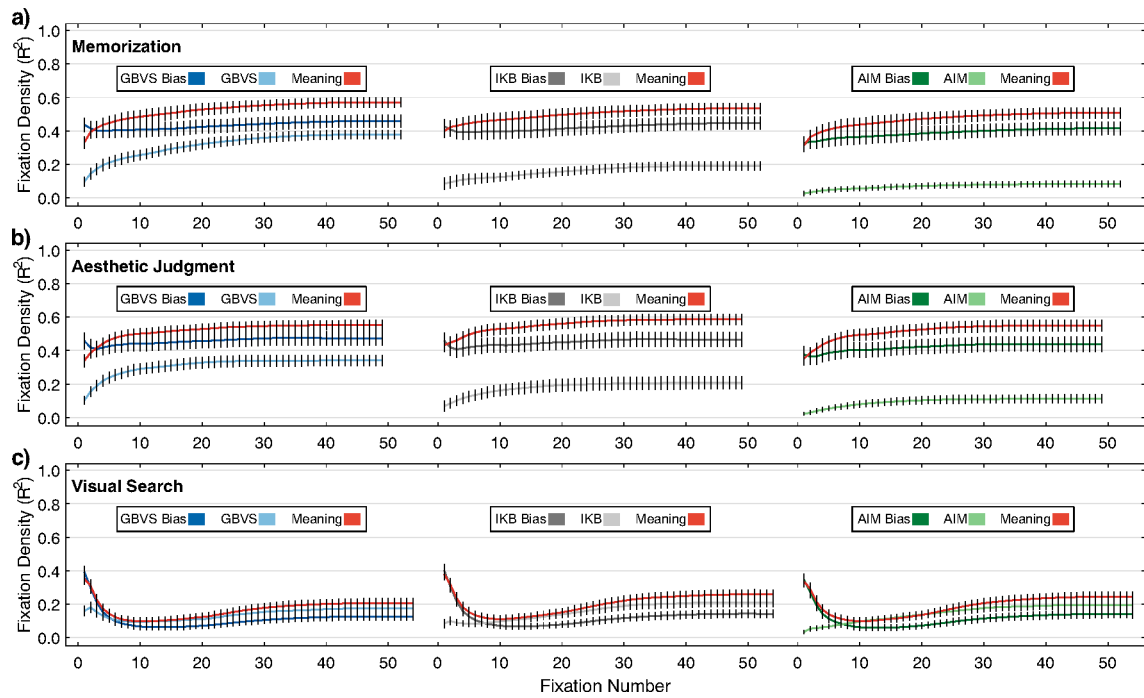 a)
Memorization
GBVS Bias GBVS Meaning
IKB Bias IKB Meaning
AIM Bias AIM Meaning
Fixation Density (R²)
1.0
0.8
0.6
0.4
0.2
0.0
0 10 20 30 40 50 0 10 20 30 40 50 0 10 20 30 40 50
b)
Aesthetic Judgment
GBVS Bias GBVS Meaning
IKB Bias IKB Meaning
AIM Bias AIM Meaning
Fixation Density (R²)
1.0
0.8
0.6
0.4
0.2
0.0
0 10 20 30 40 50 0 10 20 30 40 50 0 10 20 30 40 50
c)
Visual Search
GBVS Bias GBVS Meaning
IKB Bias IKB Meaning
AIM Bias AIM Meaning
Fixation Density (R²)
1.0
0.8
0.6
0.4
0.2
0.0
0 10 20 30 40 50 0 10 20 30 40 50 0 10 20 30 40 50
Fixation Number